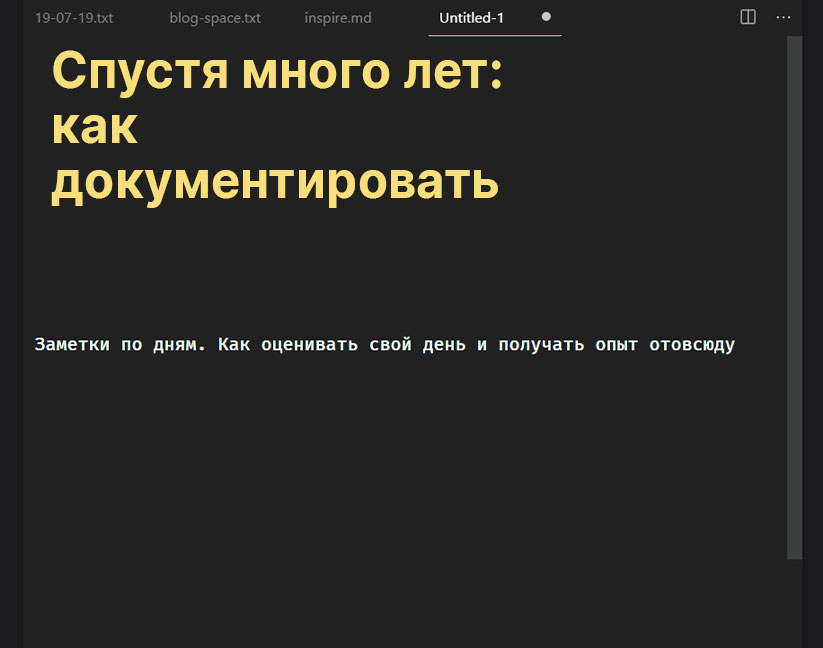 19-07-19.txt blog-space.txt inspire.md Untitled-1
Спустя много лет:
как
документировать
Заметки по дням. Как оценивать свой день и получать опыт отовсюду